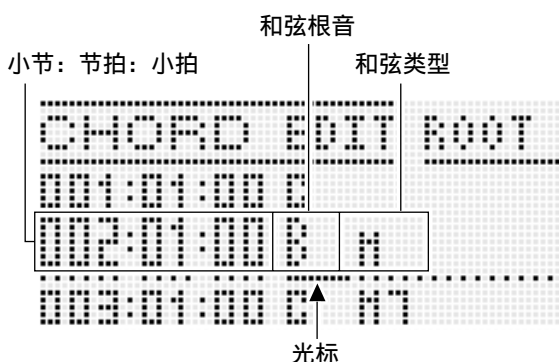 和弦根音
小节：节拍：小拍
和弦类型
CHORD EDIT ROOT
001:01:00 C
002:01:00 B m
003:01:00 C M7
光标